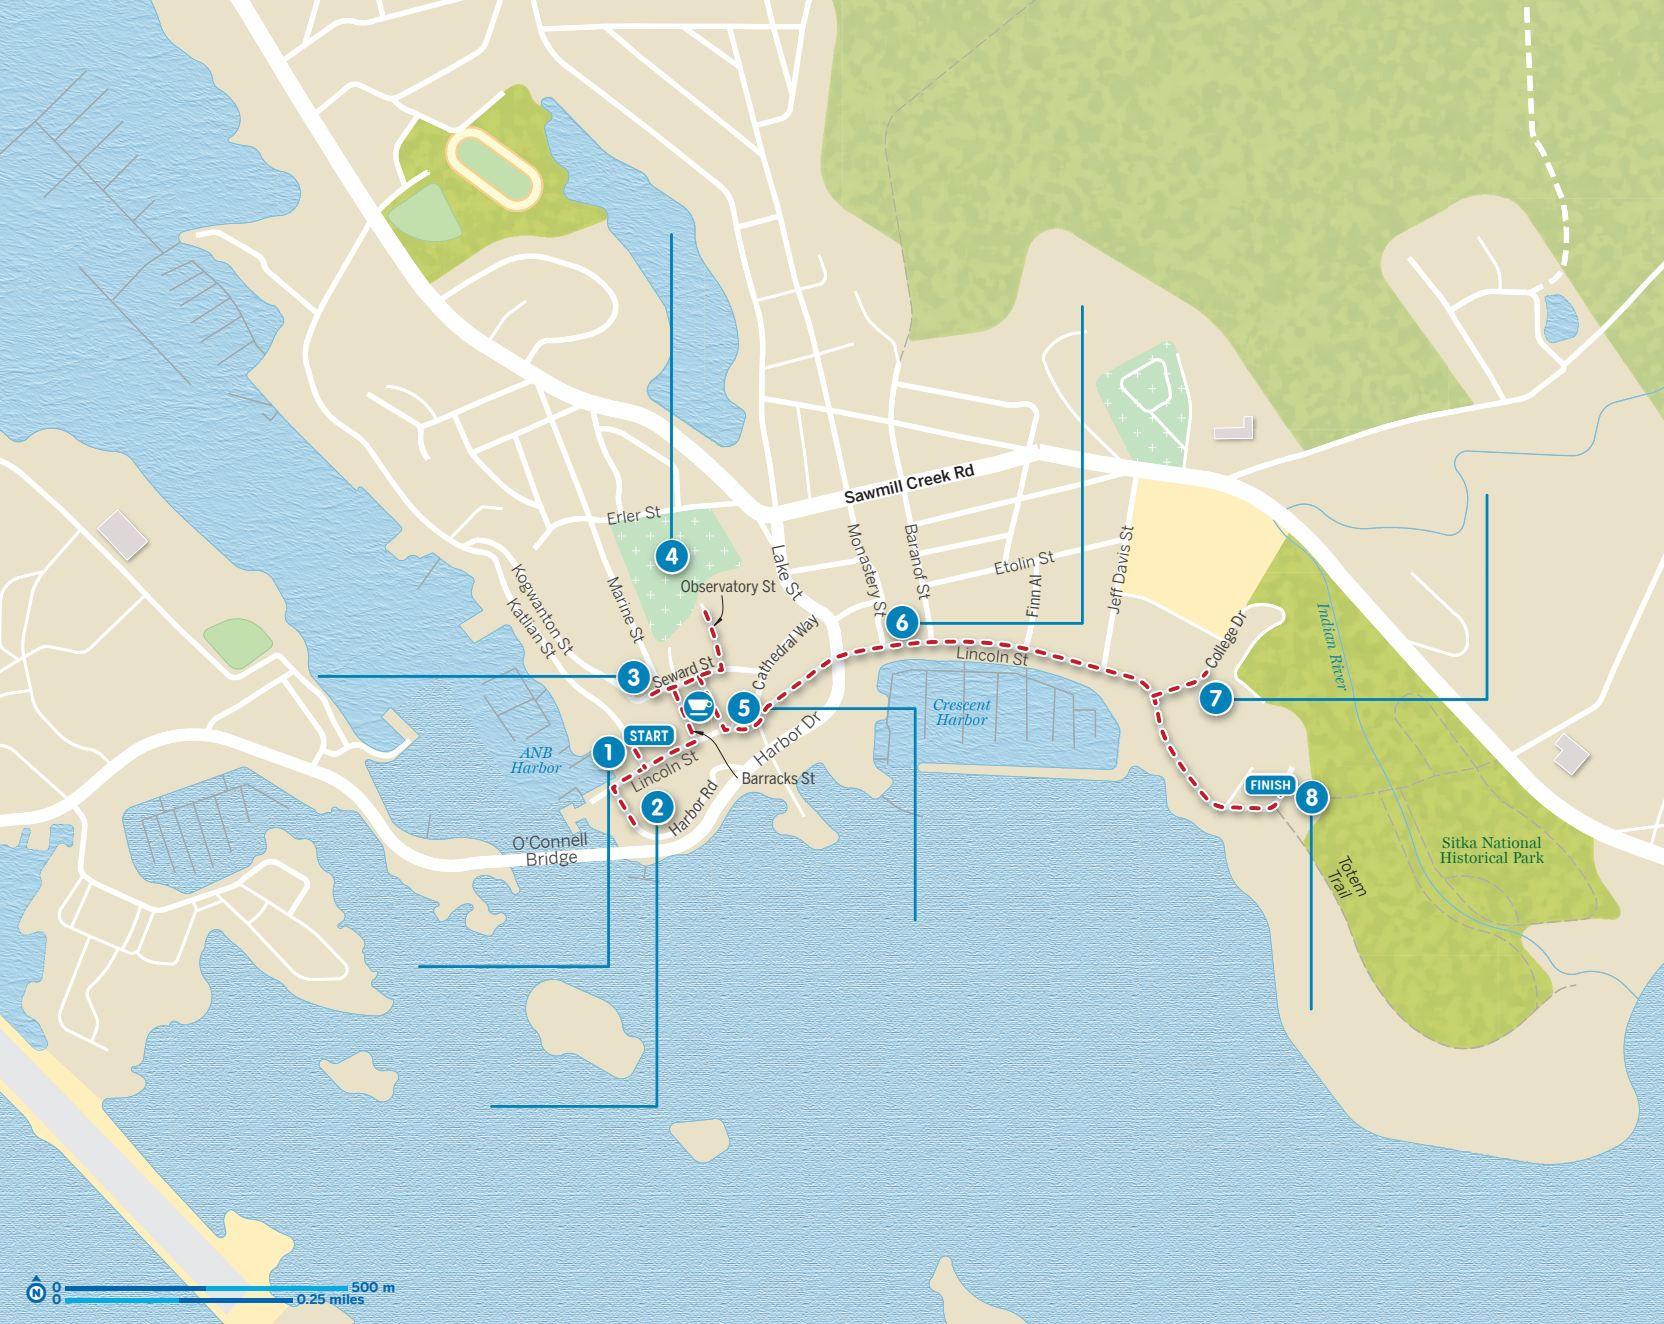 Sawmill Creek Rd
Erler St
4
Observatory St
Lake St
Monastery St
Baranof St
Etolin St
Finn Al
Jeff Davis St
Kogwanton St
Katlian St
Marine St
Cathedral Way
6
Lincoln St
College Dr
Indian River
3
Seward St
5
7
Crescent
Harbor
START
1
ANB
Harbor
Lincoln St
Harbor Dr
Barracks St
2
Harbor Rd
FINISH
8
O'Connell
Bridge
Sitka National
Historical Park
Totem
Trail
N
0
500 m
0
0.25 miles